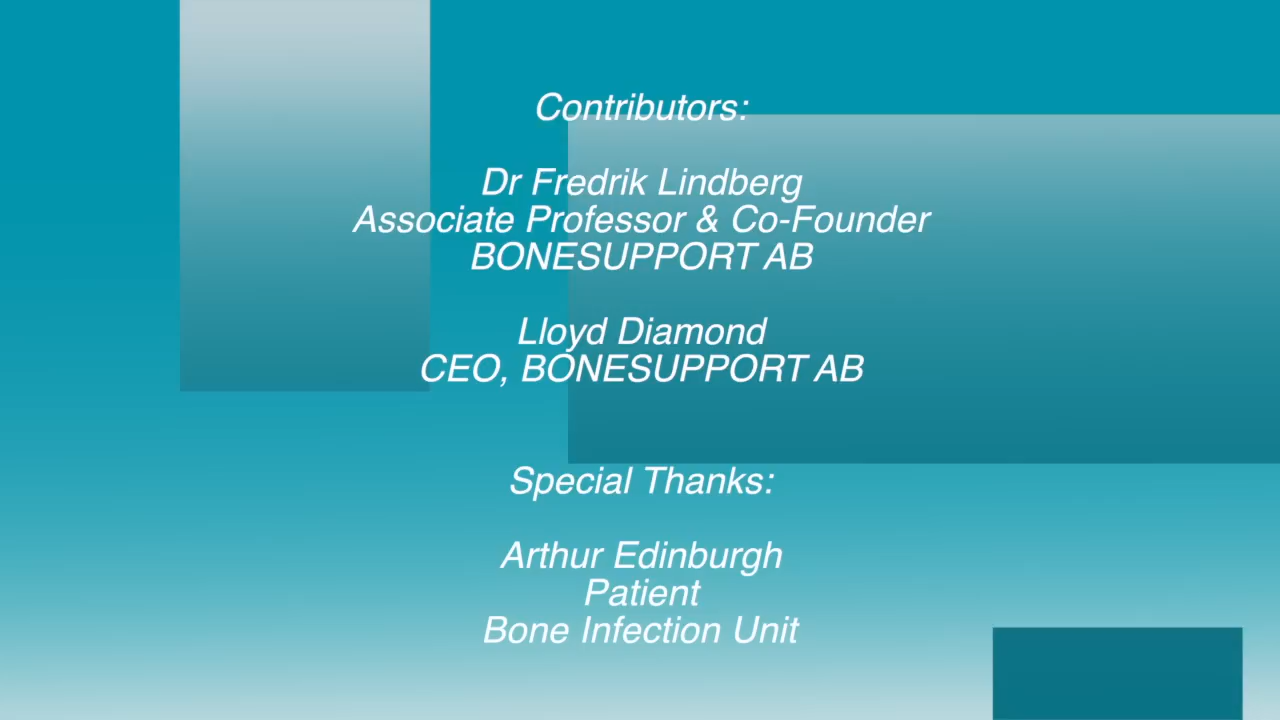 Contributors:
Dr Fredrik Lindberg
Associate Professor & Co-Founder
BONESUPPORT AB
Lloyd Diamond
CEO, BONESUPPORT AB
Special Thanks:
Arthur Edinburgh
Patient
Bone Infection Unit